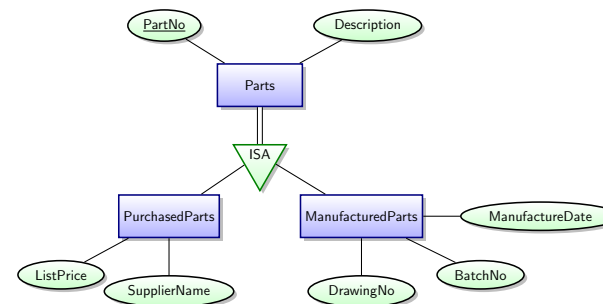 PartNo
Description
Parts
ISA
PurchasedParts
ManufacturedParts
ManufactureDate
ListPrice
SupplierName
DrawingNo
BatchNo